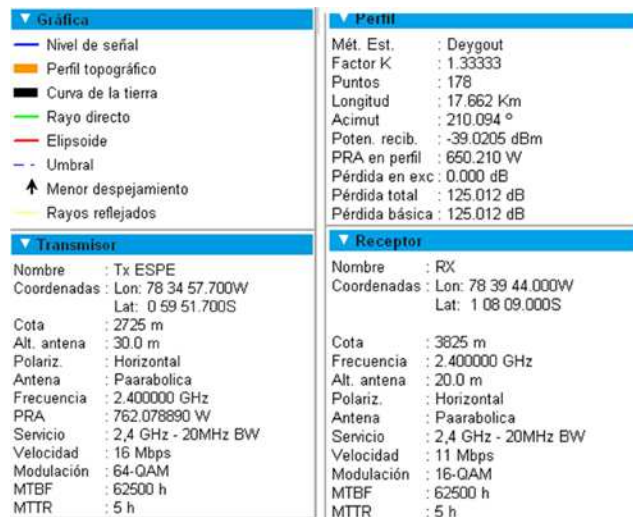 Gráfica
Nivel de señal
Perfil topográfico
Curva de la tierra
Rayo directo
Elipsoide
Umbral
Menor despejamiento
Rayos reflejados
Perfil
Mét. Est. : Deygout
Factor K : 1.33333
Puntos : 178
Longitud : 17.662 Km
Acimut : 210.094 º
Poten. recib. : -39.0205 dBm
PRA en perfil : 650.210 W
Pérdida en exc : 0.000 dB
Pérdida total : 125.012 dB
Pérdida básica : 125.012 dB
Transmisor
Nombre : Tx ESPE
Coordenadas : Lon: 78 34 57.700W
Lat: 0 59 51.700S
Cota : 2725 m
Alt. antena : 30.0 m
Polariz. : Horizontal
Antena : Paarabolica
Frecuencia : 2.400000 GHz
PRA : 762.078890 W
Servicio : 2,4 GHz - 20MHz BW
Velocidad : 16 Mbps
Modulación : 64-QAM
MTBF : 62500 h
MTTR : 5 h
Receptor
Nombre : RX
Coordenadas : Lon: 78 39 44.000W
Lat: 1 08 09.000S
Cota : 3825 m
Frecuencia : 2.400000 GHz
Alt. antena : 20.0 m
Polariz. : Horizontal
Antena : Paarabolica
Servicio : 2,4 GHz - 20MHz BW
Velocidad : 11 Mbps
Modulación : 16-QAM
MTBF : 62500 h
MTTR : 5 h